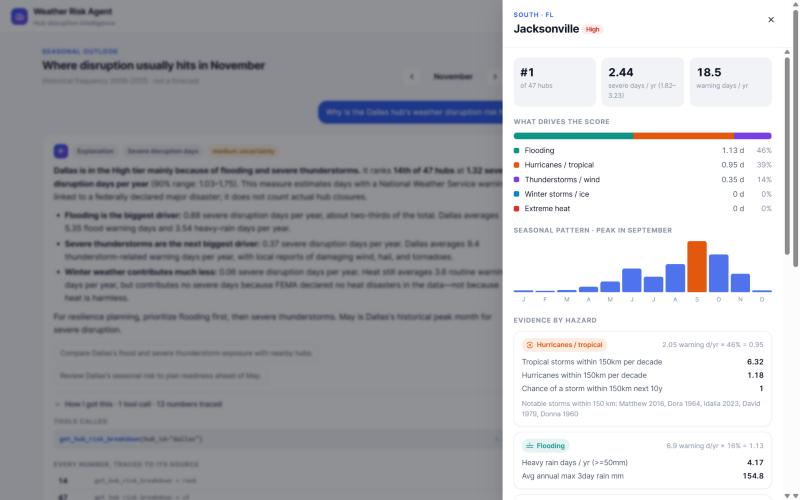 Weather Risk Agent
Hub disruption intelligence
SEASONAL OUTLOOK
Where disruption usually hits in November
November
Why is the Dallas hub's weather disruption risk
Explanation
Severe disruption days
medium uncertainty
Dallas is in the High tier mainly because of flooding and severe thunderstorms. It ranks 14th of 47 hubs at 1.32 severe
disruption days per year (90% range: 1.03–1.75). This measure estimates days with a National Weather Service warning
linked to a federally declared major disaster; it does not count actual hub closures.
• Flooding is the biggest driver: 0.88 severe disruption days per year, about two-thirds of the total. Dallas averages
5.35 flood warning days and 3.54 heavy-rain days per year.
• Severe thunderstorms are the next biggest driver: 0.37 severe disruption days per year. Dallas averages 9.4
thunderstorm-related warning days per year, with local reports of damaging wind, hail, and tornadoes.
• Winter weather contributes much less: 0.06 severe disruption days per year. Heat still averages 3.6 routine warning
days per year, but contributes no severe days because FEMA declared no heat disasters in the data—not because
heat is harmless.
For resilience planning, prioritize flooding first, then severe thunderstorms. May is Dallas's historical peak month for
severe disruption.
Compare Dallas's flood and severe thunderstorm exposure with nearby hubs.
Review Dallas's seasonal risk to plan readiness ahead of May.
How I got this · 1 tool call · 13 numbers traced
TOOLS CALLED
get_hub_risk_breakdown(hub_id="dallas")
EVERY NUMBER, TRACED TO ITS SOURCE
14 get_hub_risk_breakdown → rank
47
SOUTH · FL
Jacksonville High
×
#1
of 47 hubs
2.44
severe days / yr (1.82–
3.23)
18.5
warning days / yr
WHAT DRIVES THE SCORE
Flooding 1.13 d 46%
Hurricanes / tropical 0.95 d 39%
Thunderstorms / wind 0.35 d 14%
Winter storms / ice 0 d 0%
Extreme heat 0 d 0%
SEASONAL PATTERN · PEAK IN SEPTEMBER
J F M A M J J A S O N D
EVIDENCE BY HAZARD
Hurricanes / tropical 2.05 warning d/yr × 46% = 0.95
Tropical storms within 150km per decade 6.32
Hurricanes within 150km per decade 1.18
Chance of a storm within 150km next 10y 1
Notable storms within 150 km: Matthew 2016, Dora 1964, Idalia 2023, David
1979, Donna 1960
Flooding 6.9 warning d/yr × 16% = 1.13
Heavy rain days / yr (>=50mm) 4.17
Avg annual max 3day rain mm 154.8